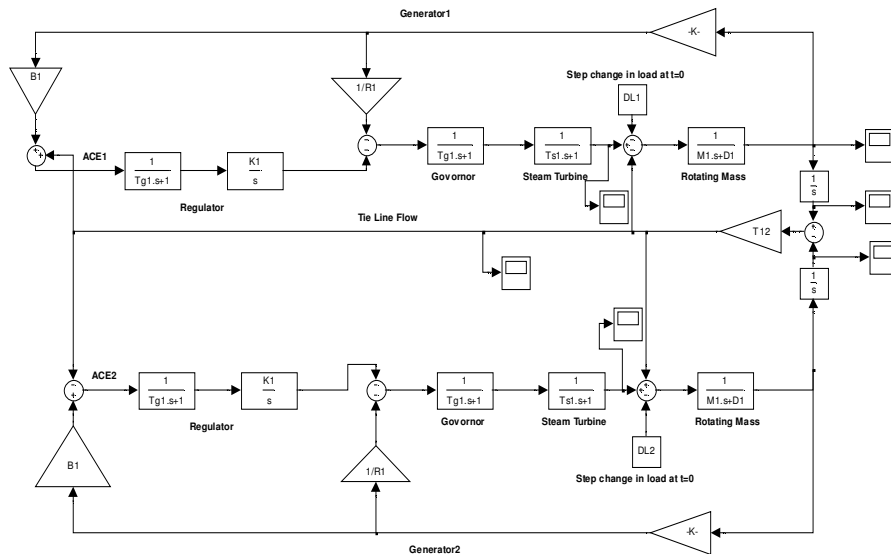 Generator1
-K-
B1
1/R1
Step change in load at t=0
DL1
ACE1
1
Tg1.s+1
K1
s
Regulator
1
Tg1.s+1
Govornor
1
Ts1.s+1
Steam Turbine
1
M1.s+D1
Rotating Mass
1
s
Tie Line Flow
T12
1
s
ACE2
1
Tg1.s+1
K1
s
Regulator
1
Tg1.s+1
Govornor
1
Ts1.s+1
Steam Turbine
1
M1.s+D1
Rotating Mass
B1
1/R1
DL2
Step change in load at t=0
-K-
Generator2